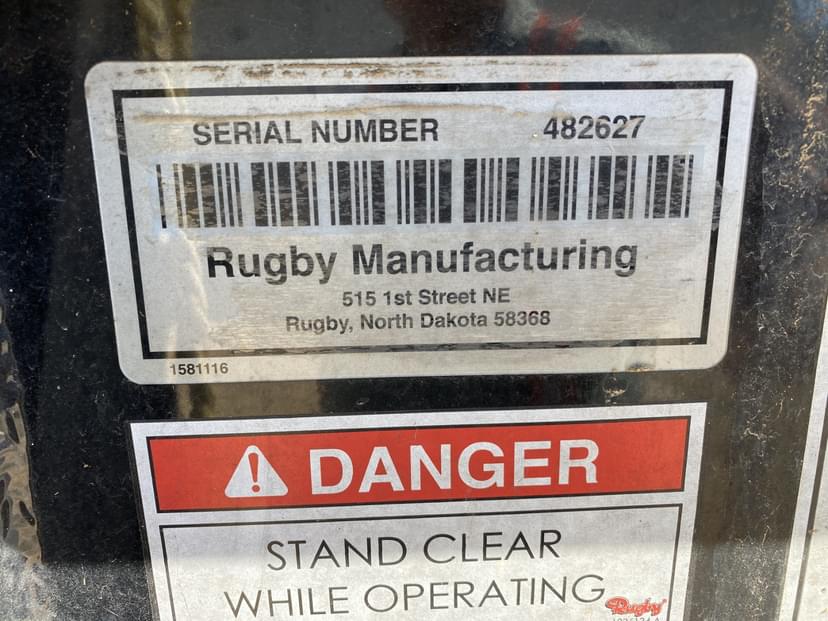 SERIAL NUMBER 482627
Rugby Manufacturing
515 1st Street NE
Rugby, North Dakota 58368
1581116
DANGER
STAND CLEAR
WHILE OPERATING
Rugby